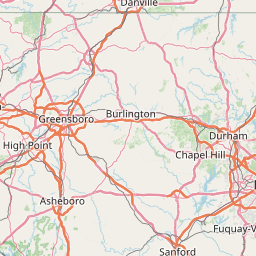 Danville
Greensboro
Burlington
Durham
High Point
Chapel Hill
Asheboro
Fuquay-V
Sanford